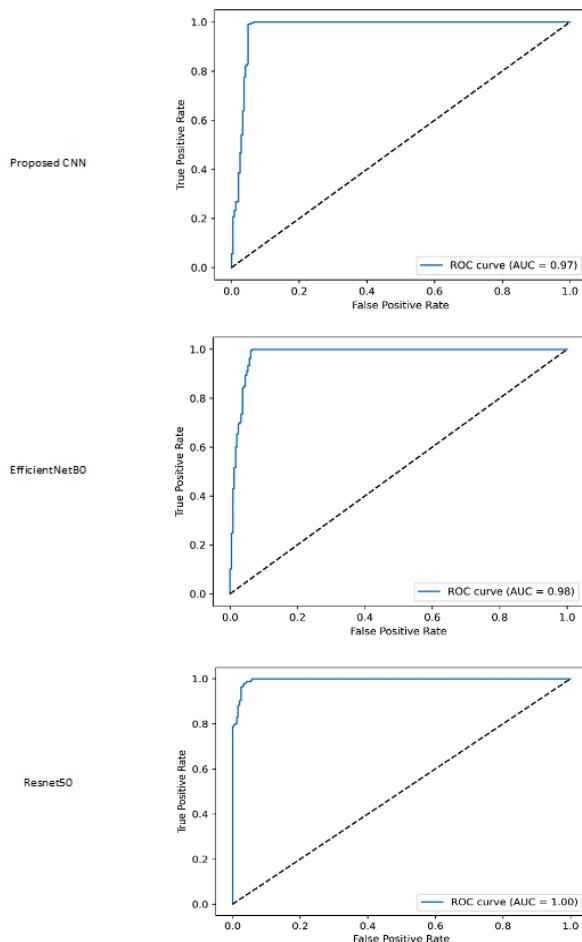 Proposed CNN
True Positive Rate
1.0
0.8
0.6
0.4
0.2
0.0
ROC curve (AUC = 0.97)
0.0 0.2 0.4 0.6 0.8 1.0
False Positive Rate
EfficientNetB0
True Positive Rate
1.0
0.8
0.6
0.4
0.2
0.0
ROC curve (AUC = 0.98)
0.0 0.2 0.4 0.6 0.8 1.0
False Positive Rate
Resnet50
True Positive Rate
1.0
0.8
0.6
0.4
0.2
0.0
ROC curve (AUC = 1.00)
0.0 0.2 0.4 0.6 0.8 1.0
False Positive Rate